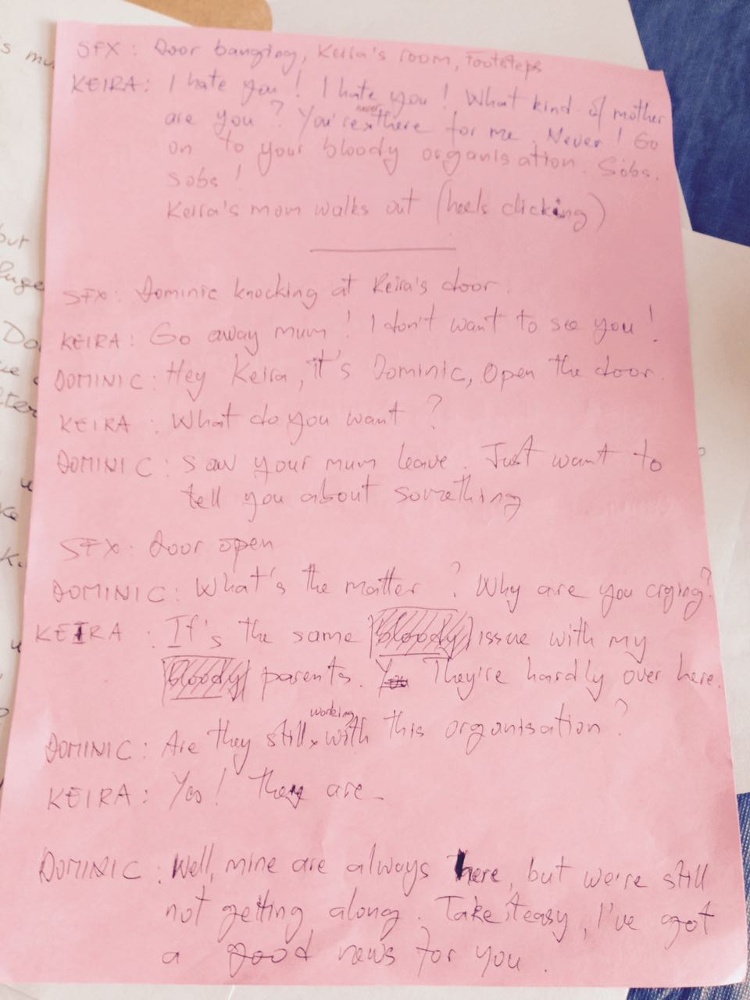 SFX: Door banging, Keira's room, Footsteps
KEIRA: I hate you! I hate you! What kind of mother
are you? You're never there for me. Never! Go
on to your bloody organisation. Sobs.
Sobs!
Keira's mom walks out (heels clicking)
SFX: Dominic knocking at Keira's door.
KEIRA: Go away mum! I don't want to see you!
DOMINIC: Hey Keira, it's Dominic, Open the door.
KEIRA: What do you want?
DOMINIC: Saw your mum leave. Just want to
tell you about something
SFX: Door open
DOMINIC: What's the matter? Why are you crying?
KEIRA: It's the same bloody issue with my
bloody parents. They're hardly over here.
DOMINIC: Are they still working with this organisation?
KEIRA: Yes! they are
DOMINIC: Well, mine are always here, but we're still
not getting along. Take it easy, I've got
a good news for you.